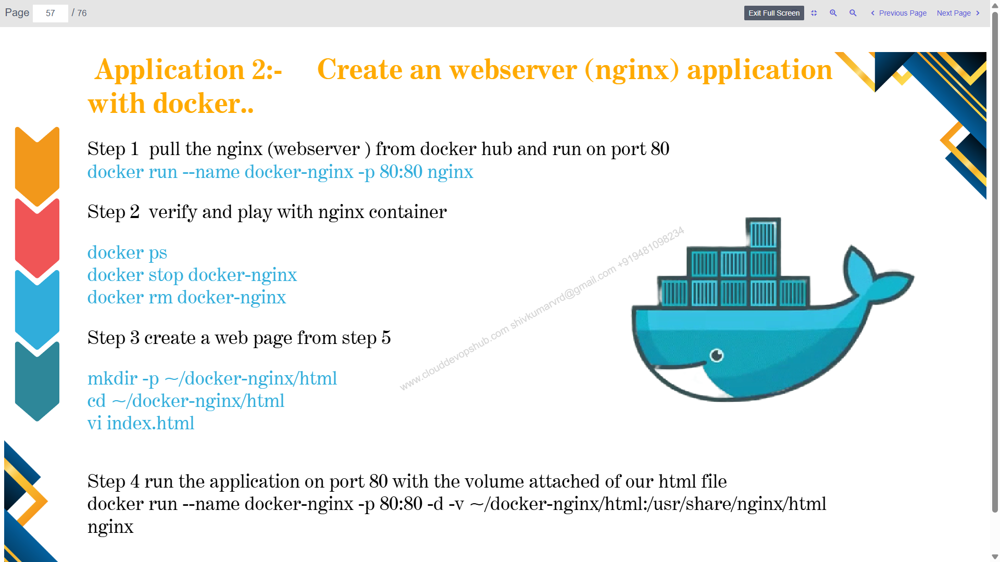 Page 57 / 76
Exit Full Screen
Previous Page
Next Page
Application 2:- Create an webserver (nginx) application
with docker..
Step 1 pull the nginx (webserver ) from docker hub and run on port 80
docker run --name docker-nginx -p 80:80 nginx
Step 2 verify and play with nginx container
docker ps
docker stop docker-nginx
docker rm docker-nginx
Step 3 create a web page from step 5
mkdir -p ~/docker-nginx/html
cd ~/docker-nginx/html
vi index.html
Step 4 run the application on port 80 with the volume attached of our html file
docker run --name docker-nginx -p 80:80 -d -v ~/docker-nginx/html:/usr/share/nginx/html
nginx
www.clouddevopshub.com shivkumarvrd@gmail.com +919481098234